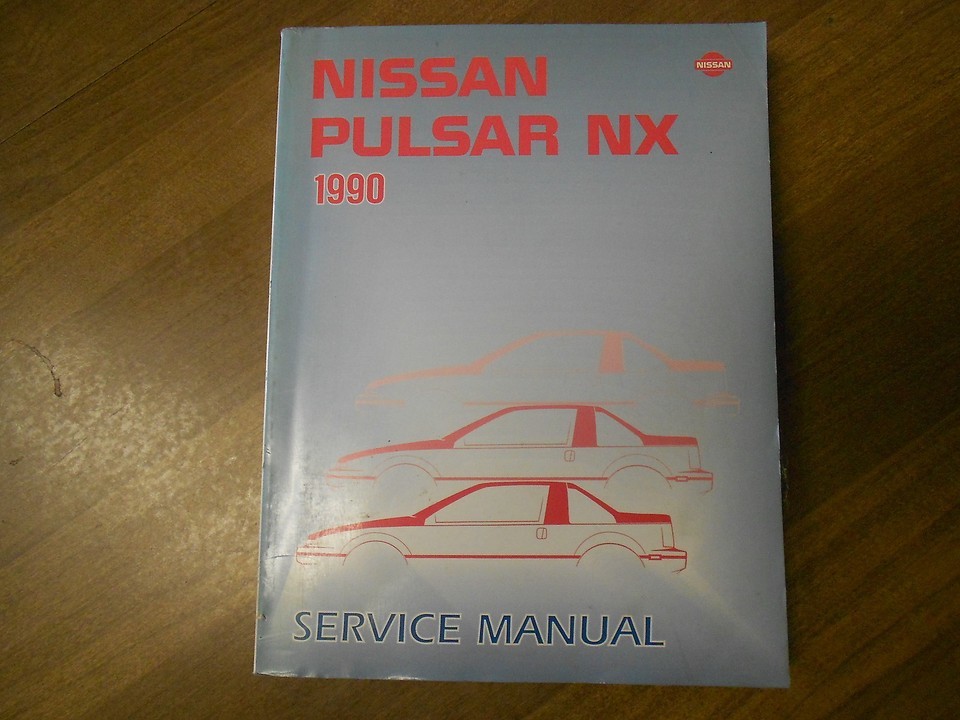 NISSAN
NISSAN
PULSAR NX
1990
SERVICE MANUAL